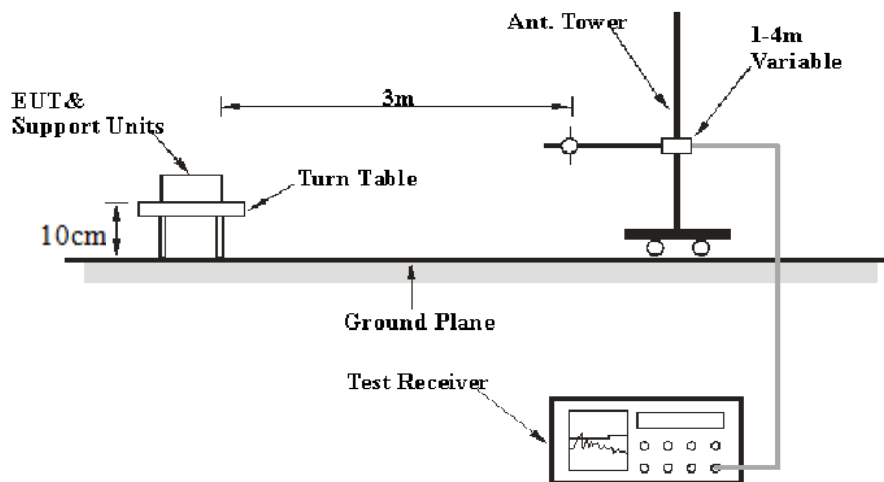 Ant. Tower
1-4m
Variable
3m
EUT&
Support Units
Turn Table
10cm
Ground Plane
Test Receiver